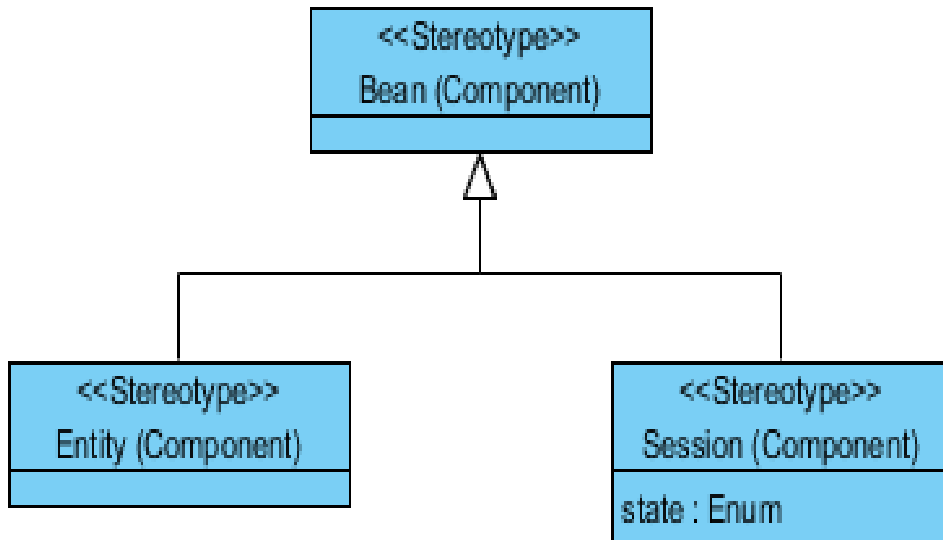 <<Stereotype>>
Bean (Component)
<<Stereotype>>
Entity (Component)
<<Stereotype>>
Session (Component)
state : Enum